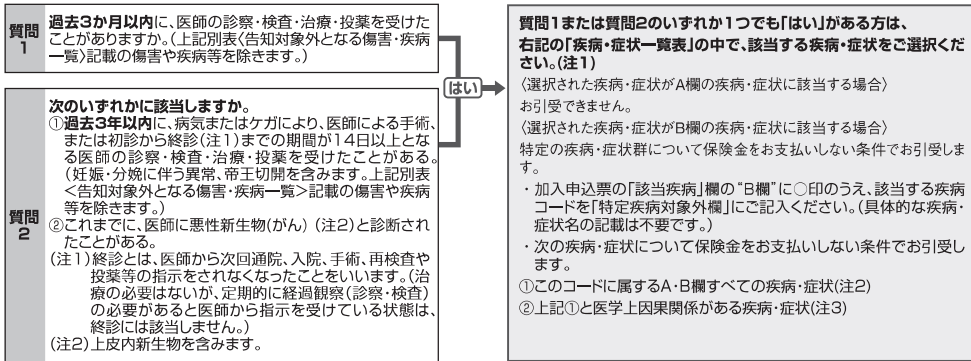 質問
1
過去3か月以内に、医師の診察・検査・治療・投薬を受けた
ことがありますか。(上記別表〈告知対象外となる傷害・疾病
一覧〉記載の傷害や疾病等を除きます。)
質問
2
次のいずれかに該当しますか。
①過去3年以内に、病気またはケガにより、医師による手術、
または初診から終診(注1)までの期間が14日以上とな
る医師の診察・検査・治療・投薬を受けたことがある。
(妊娠・分娩に伴う異常、帝王切開を含みます。上記別表
<告知対象外となる傷害・疾病一覧>記載の傷害や疾病
等を除きます。)
②これまでに、医師に悪性新生物(がん)(注2)と診断され
たことがある。
(注1)終診とは、医師から次回通院、入院、手術、再検査や
投薬等の指示をされなくなったことをいいます。(治
療の必要はないが、定期的に経過観察(診察・検査)
の必要があると医師から指示を受けている状態は、
終診には該当しません。)
(注2)上皮内新生物を含みます。
はい
質問1または質問2のいずれか1つでも「はい」がある方は、
右記の「疾病・症状一覧表」の中で、該当する疾病・症状をご選択くだ
さい。(注1)
〈選択された疾病・症状がA欄の疾病・症状に該当する場合〉
お引受できません。
〈選択された疾病・症状がB欄の疾病・症状に該当する場合〉
特定の疾病・症状群について保険金をお支払いしない条件でお引受しま
す。
・加入申込票の「該当疾病」欄の“B欄”に○印のうえ、該当する疾病
コードを「特定疾病対象外欄」にご記入ください。(具体的な疾病・
症状名の記載は不要です。)
・次の疾病・症状について保険金をお支払いしない条件でお引受し
ます。
①このコードに属するA・B欄すべての疾病・症状(注2)
②上記①と医学上因果関係がある疾病・症状(注3)